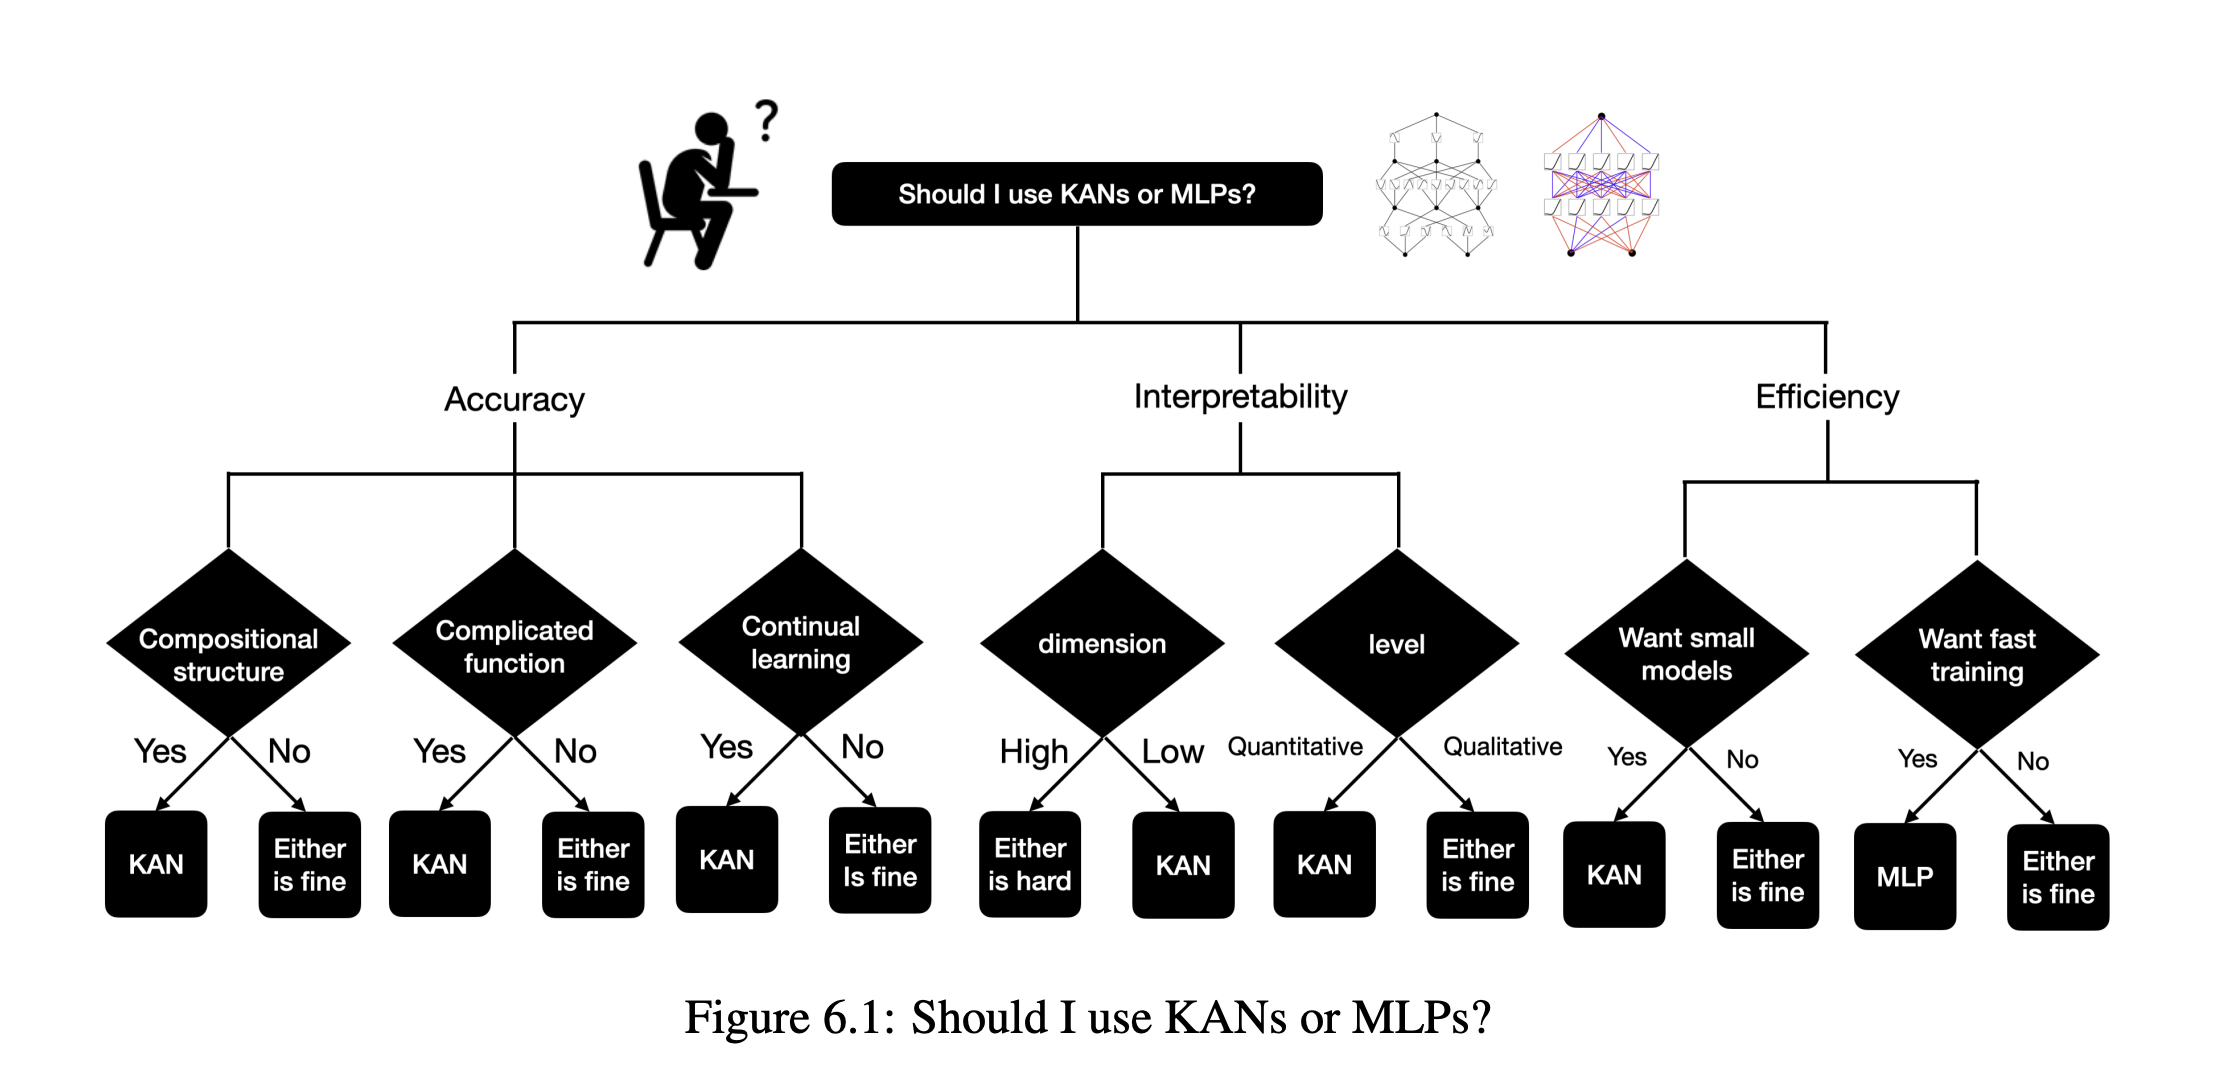 ?
Should I use KANs or MLPs?
Accuracy
Interpretability
Efficiency
Compositional
structure
Complicated
function
Continual
learning
dimension
level
Want small
models
Want fast
training
Yes
No
Yes
No
Yes
No
High
Low
Quantitative
Qualitative
Yes
No
Yes
No
KAN
Either
is fine
KAN
Either
is fine
KAN
Either
Is fine
Either
is hard
KAN
KAN
Either
is fine
KAN
Either
is fine
MLP
Either
is fine
Figure 6.1: Should I use KANs or MLPs?